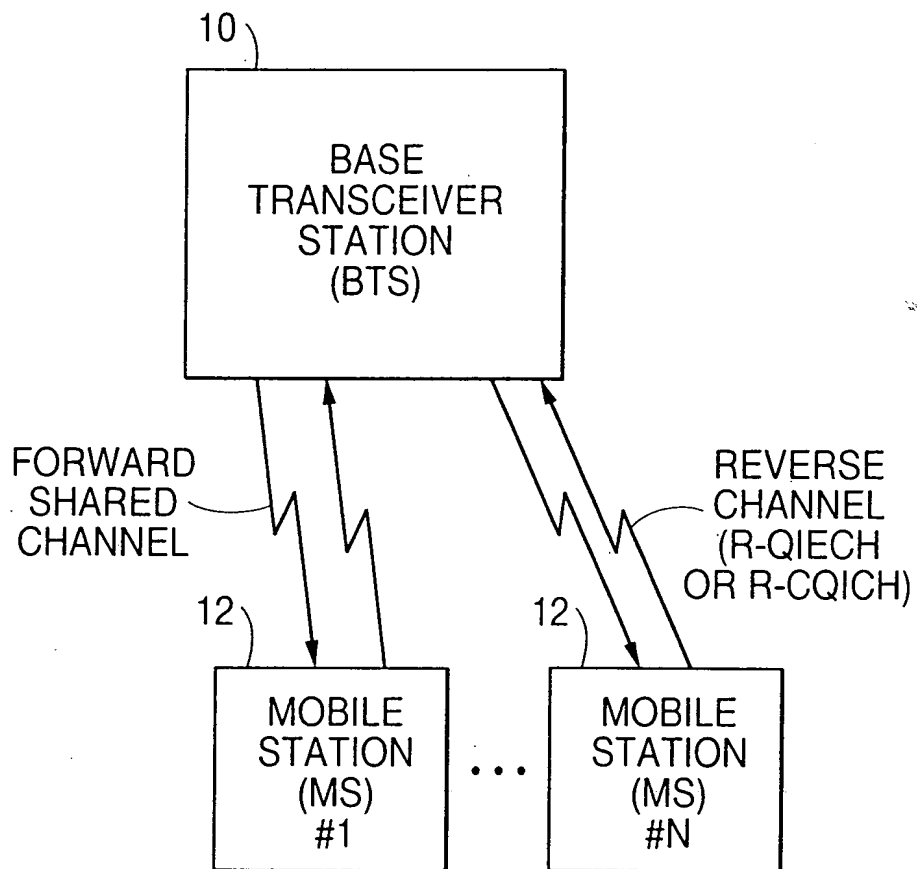 10
BASE
TRANSCEIVER
STATION
(BTS)
FORWARD
SHARED
CHANNEL
REVERSE
CHANNEL
(R-QIECH
OR R-CQICH)
12
MOBILE
STATION
(MS)
#1
...
12
MOBILE
STATION
(MS)
#N